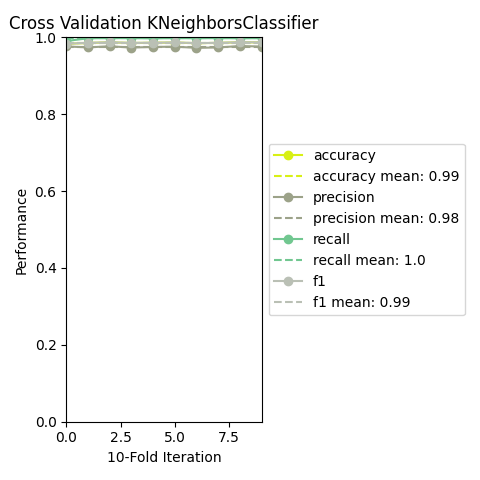 Cross Validation KNeighborsClassifier
1.0
0.8
0.6
0.4
0.2
0.0
Performance
0.0 2.5 5.0 7.5
10-Fold Iteration
accuracy
accuracy mean: 0.99
precision
precision mean: 0.98
recall
recall mean: 1.0
f1
f1 mean: 0.99